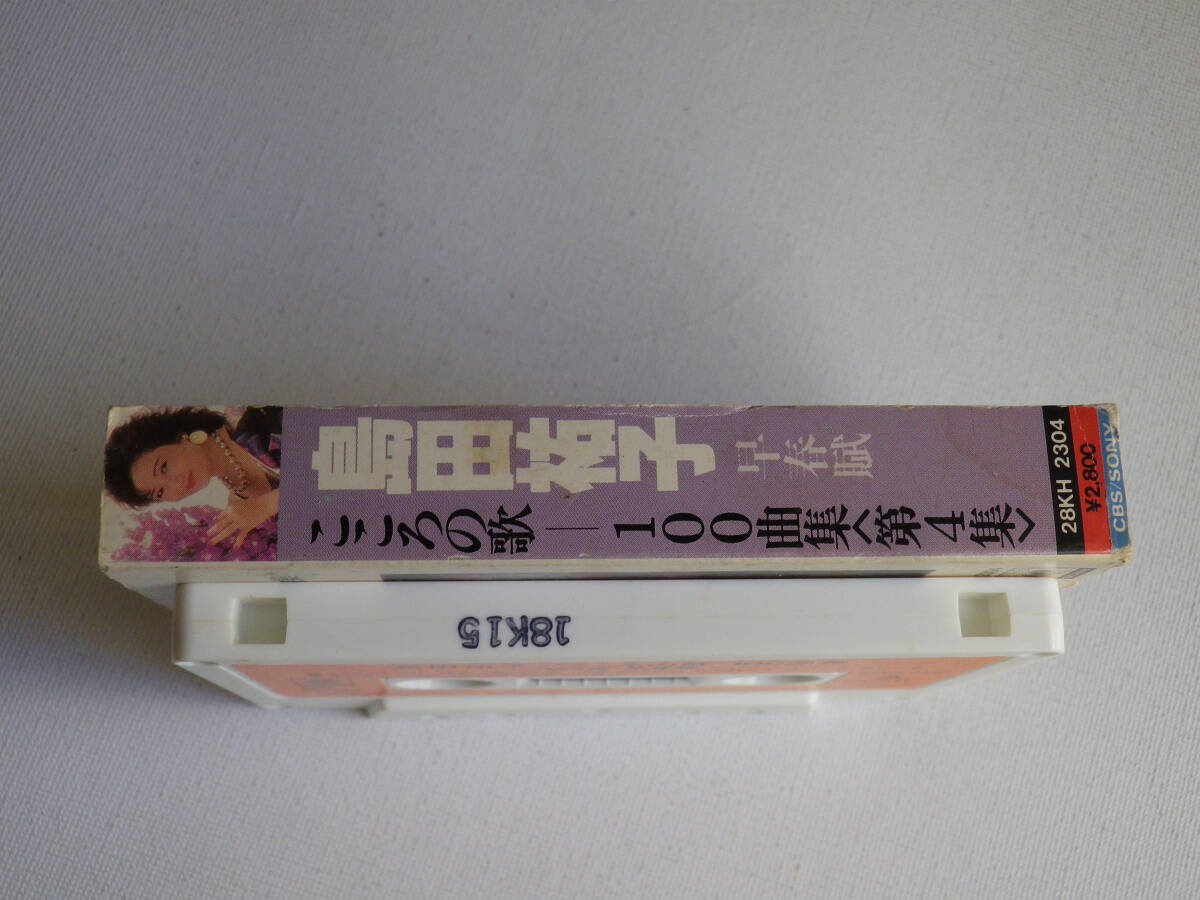 島田祐子
早春賦
こころの歌―100曲集〈第4集〉
28KH 2304
¥2,800
CBS/SONY
18K15